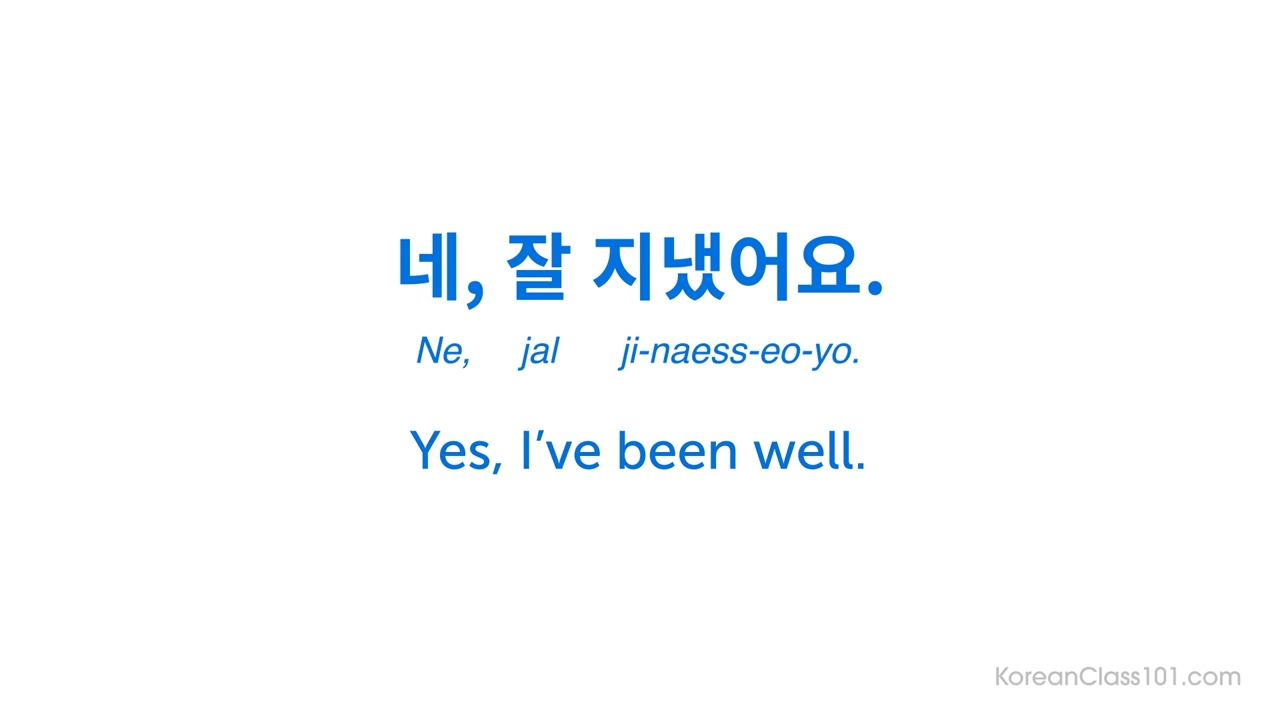 네, 잘 지냈어요.
Ne, jal ji-naess-eo-yo.
Yes, I’ve been well.
KoreanClass101.com